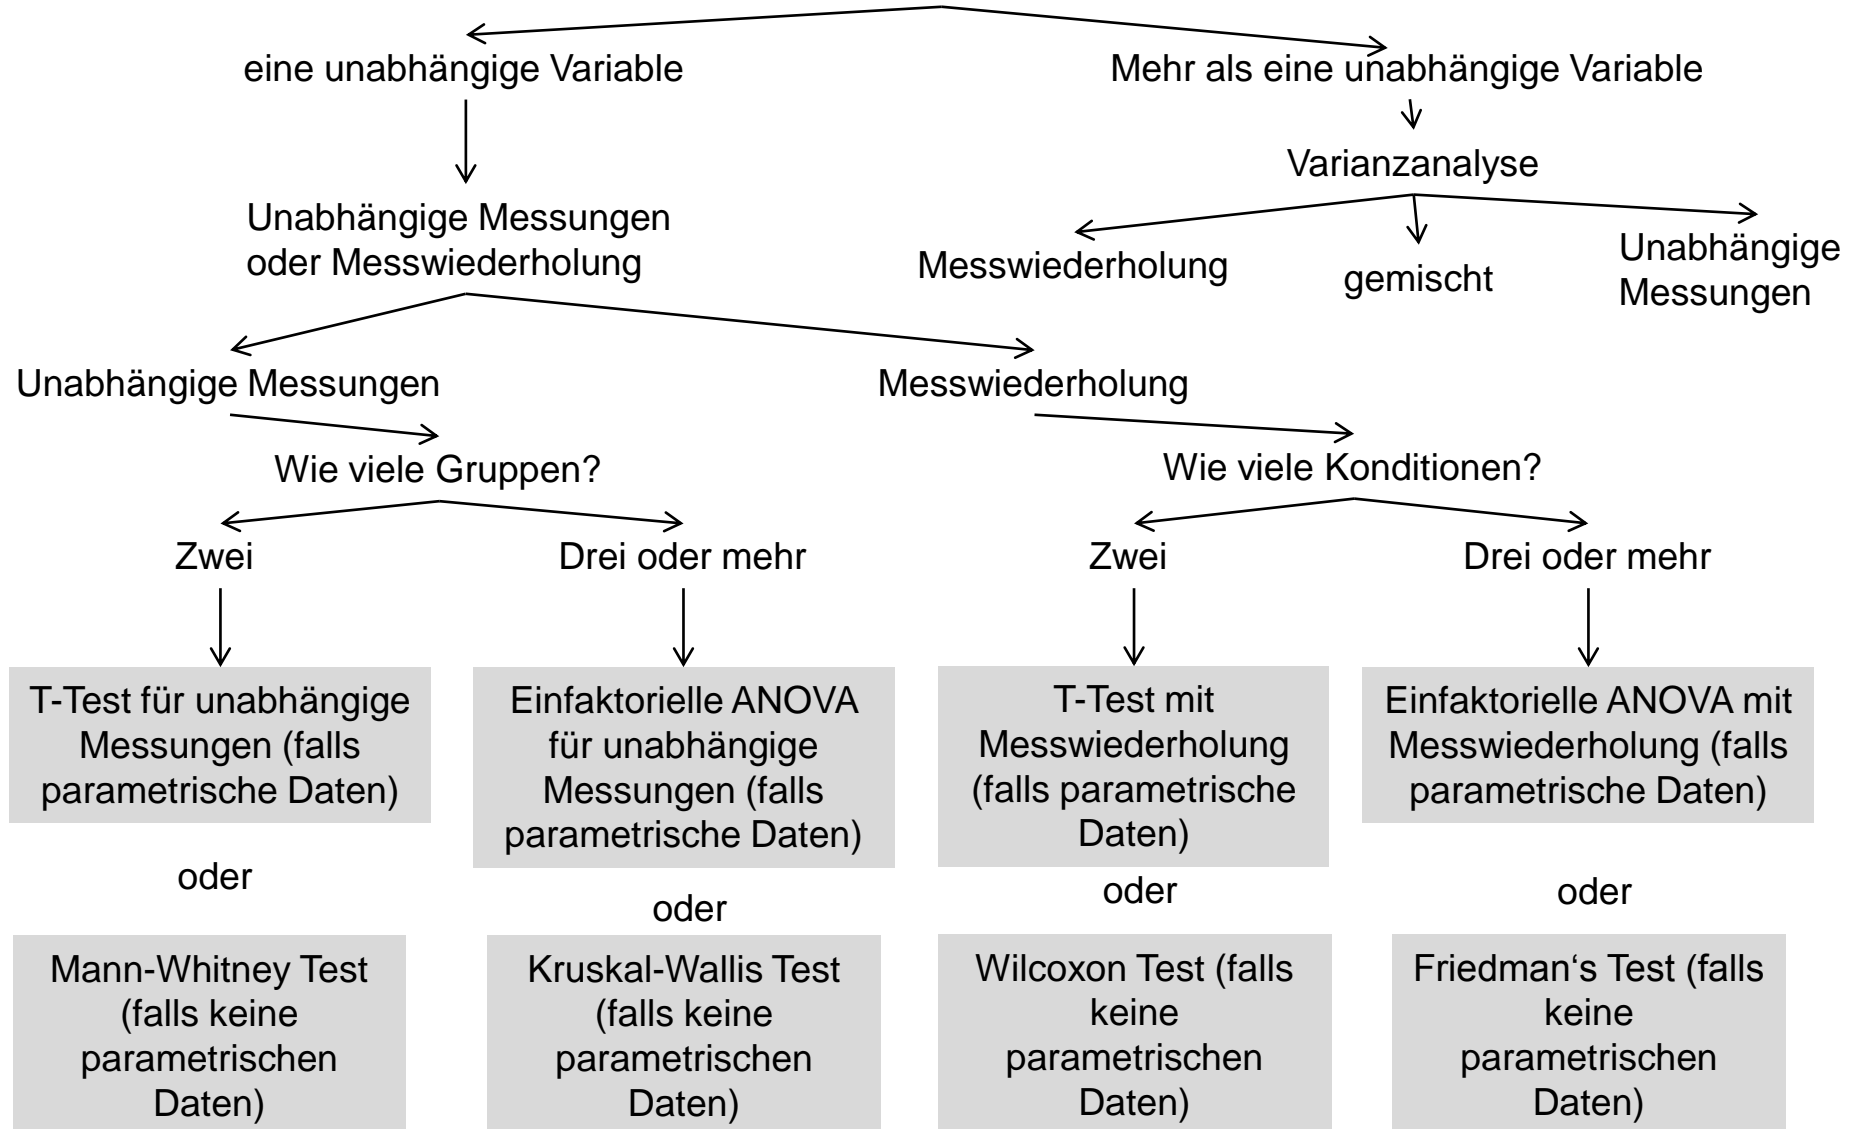 eine unabhängige Variable
Mehr als eine unabhängige Variable
Varianzanalyse
Unabhängige Messungen
oder Messwiederholung
Messwiederholung
gemischt
Unabhängige
Messungen
Unabhängige Messungen
Messwiederholung
Wie viele Gruppen?
Wie viele Konditionen?
Zwei
Drei oder mehr
Zwei
Drei oder mehr
T-Test für unabhängige
Messungen (falls
parametrische Daten)
oder
Mann-Whitney Test
(falls keine
parametrischen
Daten)
Einfaktorielle ANOVA
für unabhängige
Messungen (falls
parametrische Daten)
oder
Kruskal-Wallis Test
(falls keine
parametrischen
Daten)
T-Test mit
Messwiederholung
(falls parametrische
Daten)
oder
Wilcoxon Test (falls
keine
parametrischen
Daten)
Einfaktorielle ANOVA mit
Messwiederholung (falls
parametrische Daten)
oder
Friedman‘s Test (falls
keine
parametrischen
Daten)